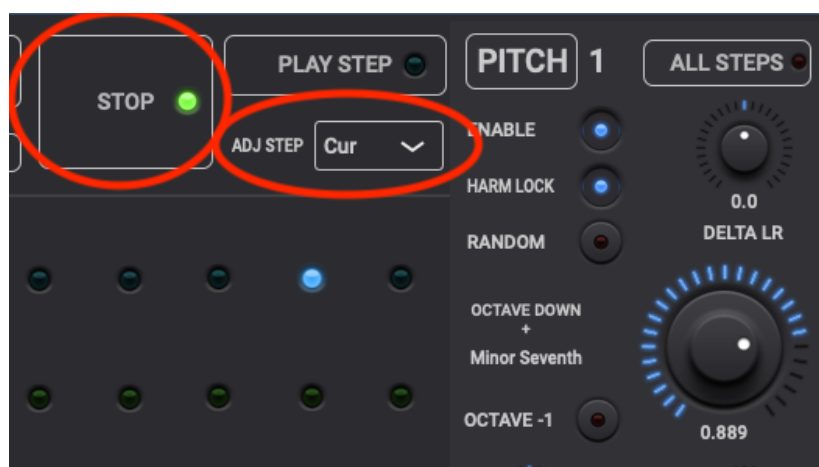 STOP
PLAY STEP
ADJ STEP Cur
PITCH 1
ALL STEPS
ENABLE
HARM LOCK
RANDOM
0.0
DELTA LR
OCTAVE DOWN
+
Minor Seventh
OCTAVE -1
0.889